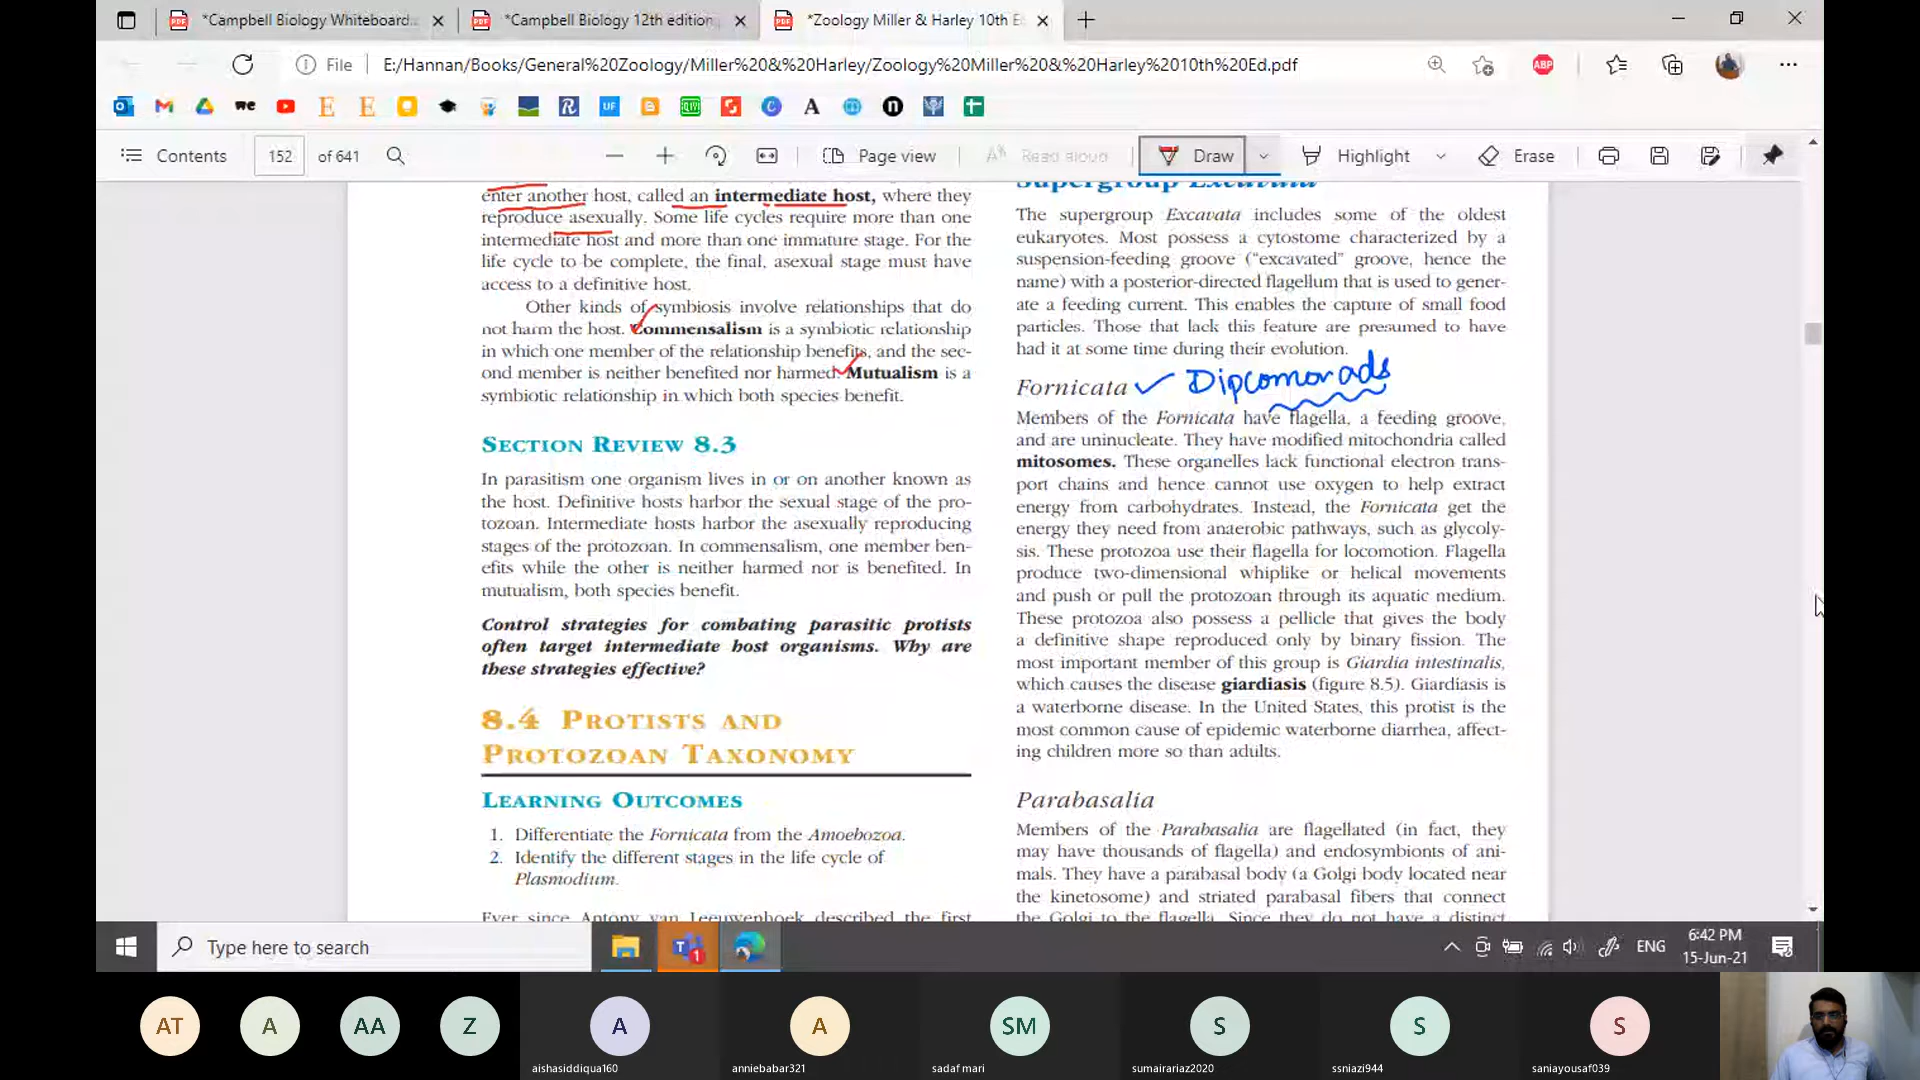 *Campbell Biology Whiteboard
*Campbell Biology 12th edition
*Zoology Miller & Harley 10th E
File
E:/Hannan/Books/General%20Zoology/Miller%20&%20Harley/Zoology%20Miller%20&%20Harley%2010th%20Ed.pdf
ABP
Contents
152
of 641
Page view
Read aloud
Draw
Highlight
Erase
enter another host, called an intermediate host, where they
reproduce asexually. Some life cycles require more than one
intermediate host and more than one immature stage. For the
life cycle to be complete, the final, asexual stage must have
access to a definitive host.
Other kinds of symbiosis involve relationships that do
not harm the host. Commensalism is a symbiotic relationship
in which one member of the relationship benefits, and the sec-
ond member is neither benefited nor harmed. Mutualism is a
symbiotic relationship in which both species benefit.
SECTION REVIEW 8.3
In parasitism one organism lives in or on another known as
the host. Definitive hosts harbor the sexual stage of the pro-
tozoan. Intermediate hosts harbor the asexually reproducing
stages of the protozoan. In commensalism, one member ben-
efits while the other is neither harmed nor is benefited. In
mutualism, both species benefit.
Control strategies for combating parasitic protists
often target intermediate host organisms. Why are
these strategies effective?
8.4 PROTISTS AND
PROTOZOAN TAXONOMY
LEARNING OUTCOMES
1. Differentiate the Fornicata from the Amoebozoa.
2. Identify the different stages in the life cycle of
Plasmodium.
Ever since Antony van Leeuwenhoek described the first
Supergroup Excavata
The supergroup Excavata includes some of the oldest
eukaryotes. Most possess a cytostome characterized by a
suspension-feeding groove (“excavated” groove, hence the
name) with a posterior-directed flagellum that is used to gener-
ate a feeding current. This enables the capture of small food
particles. Those that lack this feature are presumed to have
had it at some time during their evolution.
Fornicata Dipcomonads
Members of the Fornicata have flagella, a feeding groove,
and are uninucleate. They have modified mitochondria called
mitosomes. These organelles lack functional electron trans-
port chains and hence cannot use oxygen to help extract
energy from carbohydrates. Instead, the Fornicata get the
energy they need from anaerobic pathways, such as glycoly-
sis. These protozoa use their flagella for locomotion. Flagella
produce two-dimensional whiplike or helical movements
and push or pull the protozoan through its aquatic medium.
These protozoa also possess a pellicle that gives the body
a definitive shape reproduced only by binary fission. The
most important member of this group is Giardia intestinalis,
which causes the disease giardiasis (figure 8.5). Giardiasis is
a waterborne disease. In the United States, this protist is the
most common cause of epidemic waterborne diarrhea, affect-
ing children more so than adults.
Parabasalia
Members of the Parabasalia are flagellated (in fact, they
may have thousands of flagella) and endosymbionts of ani-
mals. They have a parabasal body (a Golgi body located near
the kinetosome) and striated parabasal fibers that connect
the Golgi to the flagella. Since they do not have a distinct
Type here to search
ENG
6:42 PM
15-Jun-21
AT
A
AA
Z
A
A
SM
S
S
S
aishasiddiqua160
anniebabar321
sadaf mari
sumairariaz2020
ssniazi944
saniayousaf039